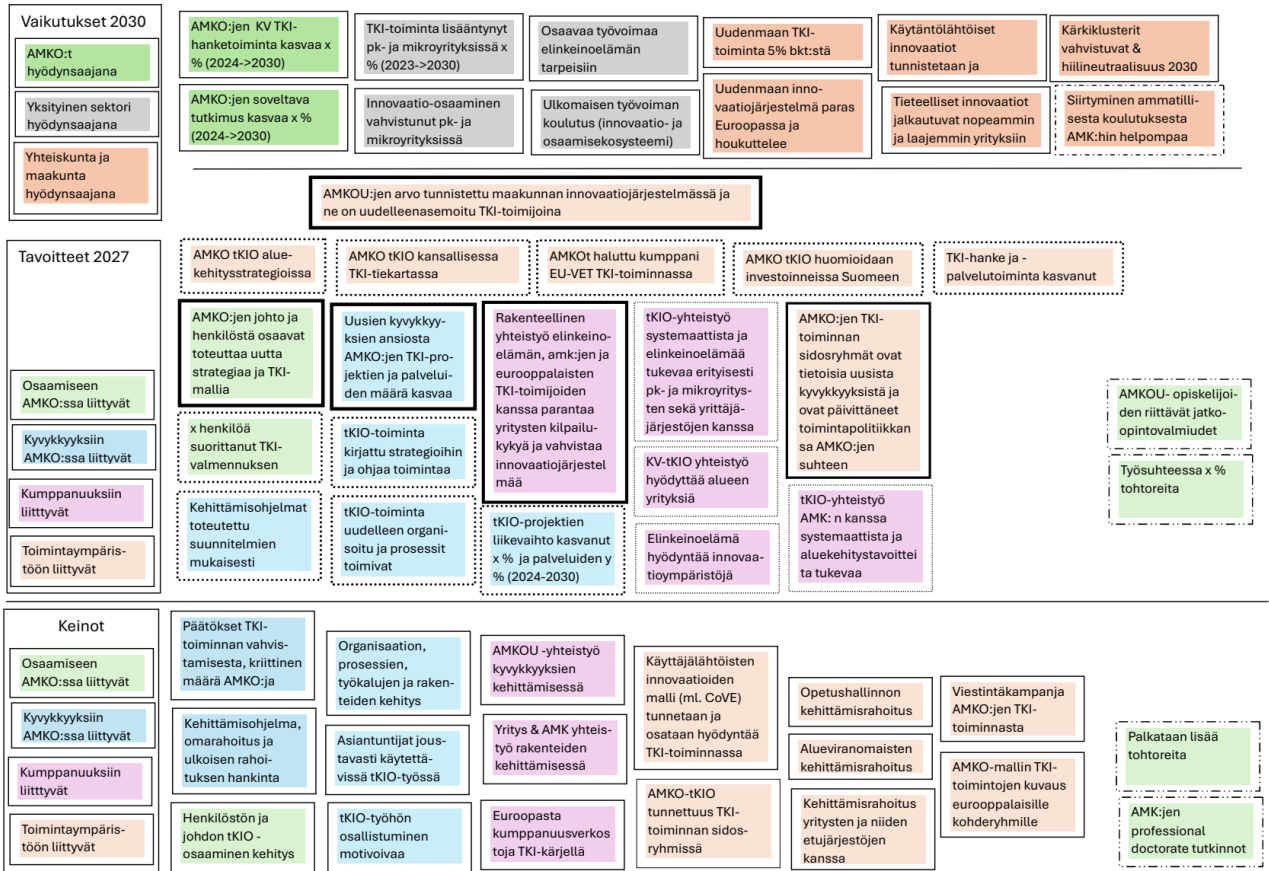 Vaikutukset 2030
AMKO:t
hyödynsaajana
Yksityinen sektori
hyödynsaajana
Yhteiskunta ja
maakunta
hyödynsaajana
AMKO:jen KV TKI-
hanketoiminta kasvaa x
% (2024->2030)
TKI-toiminta lisääntynyt
pk- ja mikroyrityksissä x
% (2023->2030)
Osaavaa työvoimaa
elinkeinoelämän
tarpeisiin
Uudenmaan TKI-
toiminta 5% bkt:stä
Käytäntölähtöiset
innovaatiot
tunnistetaan ja
Kärkiklusterit
vahvistuvat &
hiilineutraalisuus 2030
AMKO:jen soveltava
tutkimus kasvaa x %
(2024->2030)
Innovaatio-osaaminen
vahvistunut pk- ja
mikroyrityksissä
Ulkomaisen työvoiman
koulutus (innovaatio- ja
osaamisekosysteemi)
Uudenmaan inno-
vaatiojärjestelmä paras
Euroopassa ja
houkuttelee
Tieteelliset innovaatiot
jalkautuvat nopeammin
ja laajemmin yrityksiin
Siirtyminen ammatilli-
sesta koulutuksesta
AMK:hin helpompaa
AMKOU:jen arvo tunnistettu maakunnan innovaatiojärjestelmässä ja
ne on uudelleenasemoitu TKI-toimijoina
Tavoitteet 2027
Osaamiseen
AMKO:ssa liittyvät
Kyvykkyyksiin
AMKO:ssa liittyvät
Kumppanuuksiin
liitttyvät
Toimintaympäris-
töön liittyvät
AMKO tKIO alue-
kehitysstrategioissa
AMKO tKIO kansallisessa
TKI-tiekartassa
AMKOt haluttu kumppani
EU-VET TKI-toiminnassa
AMKO tKIO huomioidaan
investoinneissa Suomeen
TKI-hanke ja -
palvelutoiminta kasvanut
AMKO:jen johto ja
henkilöstä osaavat
toteuttaa uutta
strategiaa ja TKI-
mallia
Uusien kyvykkyy-
ksien ansiosta
AMKO:jen TKI-pro-
jektien ja palvelui-
den määrä kasvaa
Rakenteellinen
yhteistyö elinkeino-
elämän, amk:jen ja
eurooppalaisten
TKI-toimijoiden
kanssa parantaa
yritysten kilpailu-
kykyä ja vahvistaa
innovaatiojärjestel
mää
tKIO-yhteistyö
systemaattista ja
elinkeinoelämää
tukevaa erityisesti
pk- ja mikroyritys-
ten sekä yrittäjä-
järjestöjen kanssa
AMKO:jen TKI-
toiminnan
sidosryhmät ovat
tietoisia uusista
kyvykkyyksistä ja
ovat päivittäneet
toimintapolitiikkan
sa AMKO:jen
suhteen
AMKOU- opiskelijoi
den riittävät jatko-
opintovalmiudet
x henkilöä
suorittanut TKI-
valmennuksen
tKIO-toiminta
kirjattu strategioihin
ja ohjaa toimintaa
KV-tKIO yhteistyö
hyödyttää alueen
yrityksiä
Työsuhteessa x %
tohtoreita
Kehittämisohjelmat
toteutettu
suunnitelmien
mukaisesti
tKIO-toiminta
uudelleen organi-
soitu ja prosessit
toimivat
tKIO-projektien
liikevaihto kasvanut
x % ja palveluiden y
% (2024-2030)
Elinkeinoelämä
hyödyntää innovaa-
tioympäristöjä
tKIO-yhteistyö
AMK: n kanssa
systemaattista ja
aluekehitystavoittei
ta tukevaa
Keinot
Osaamiseen
AMKO:ssa liittyvät
Kyvykkyyksiin
AMKO:ssa liittyvät
Kumppanuuksiin
liitttyvät
Toimintaympäris-
töön liittyvät
Päätökset TKI-
toiminnan vahvis-
tamisesta, kriittinen
määrä AMKO:ja
Organisaation,
prosessien,
työkalujen ja raken-
teiden kehitys
AMKOU -yhteistyö
kyvykkyyksien
kehittämisessä
Käyttäjälähtöisten
innovaatioiden
malli (ml. CoVE)
tunnetaan ja
osataan hyödyntää
TKI-toiminnassa
Opetushallinnon
kehittämisrahoitus
Viestintäkampanja
AMKO:jen TKI-
toiminnasta
Kehittämisohjelma,
omarahoitus ja
ulkoisen rahoi-
tuksen hankinta
Asiantuntijat jous-
tavasti käytettä-
vissä tKIO-työssä
Yritys & AMK yhteis-
työ rakenteiden
kehittämisessä
Alueviranomaisten
kehittämisrahoitus
AMKO-mallin TKI-
toimintojen kuvaus
eurooppalaisille
kohderyhmille
Palkataan lisää
tohtoreita
Henkilöstön ja
johdon tKIO -
osaaminen kehitys
tKIO-työhön
osallistuminen
motivoivaa
Euroopasta
kumppanuusverkos
toja TKI-kärjellä
AMKO-tKIO
tunnettuus TKI-
toiminnan sidos-
ryhmissä
Kehittämisrahoitus
yritysten ja niiden
etujärjestöjen
kanssa
AMK:jen
professional
doctorate tutkinnot